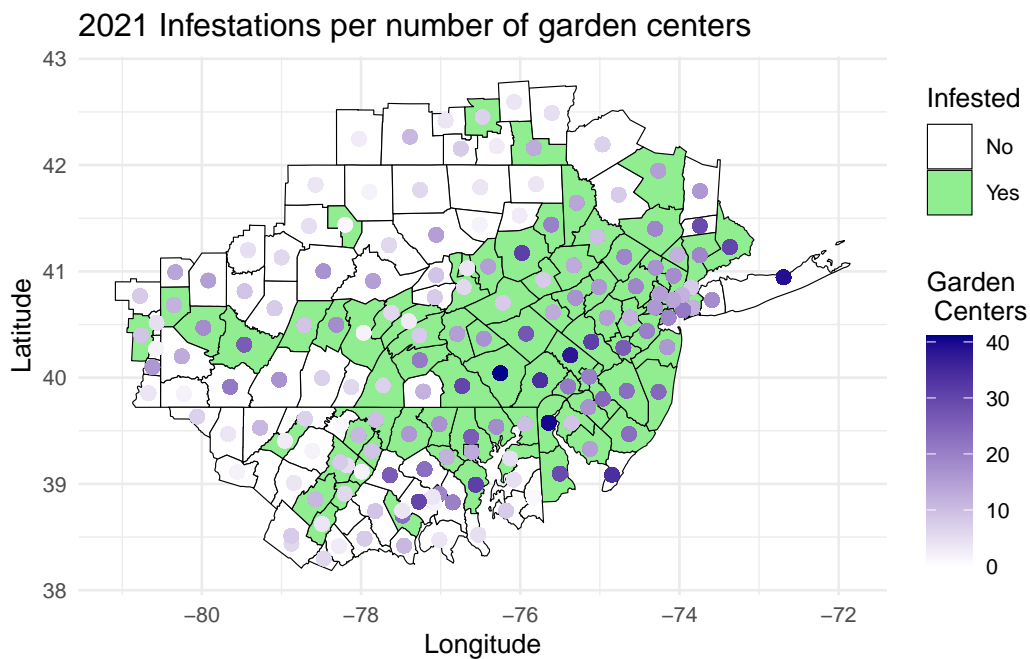 2021 Infestations per number of garden centers
43
42
41
40
39
38
Latitude
−80
−78
−76
−74
−72
Longitude
Infested
No
Yes
Garden
Centers
40
30
20
10
0